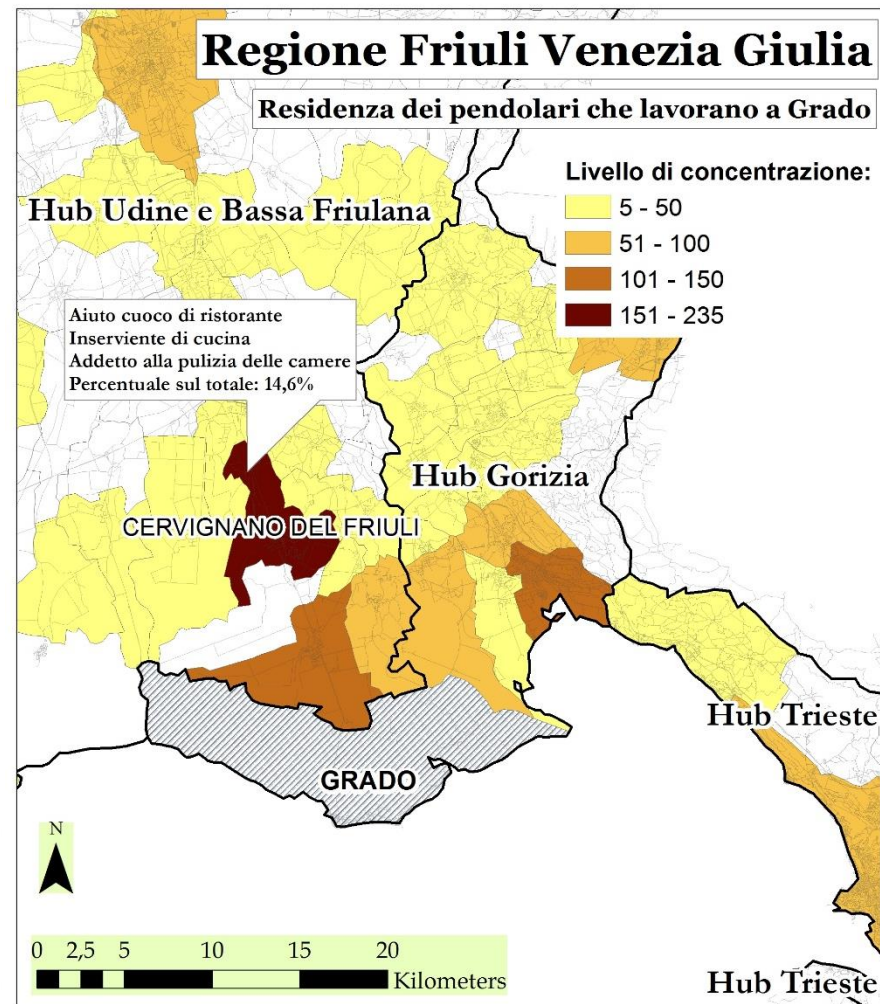 Regione Friuli Venezia Giulia
Residenza dei pendolari che lavorano a Grado
Livello di concentrazione:
5 - 50
51 - 100
101 - 150
151 - 235
Hub Udine e Bassa Friulana
Aiuto cuoco di ristorante
Inserviente di cucina
Addetto alla pulizia delle camere
Percentuale sul totale: 14,6%
Hub Gorizia
CERVIGNANO DEL FRIULI
Hub Trieste
GRADO
N
0 2,5 5 10 15 20
Kilometers
Hub Trieste